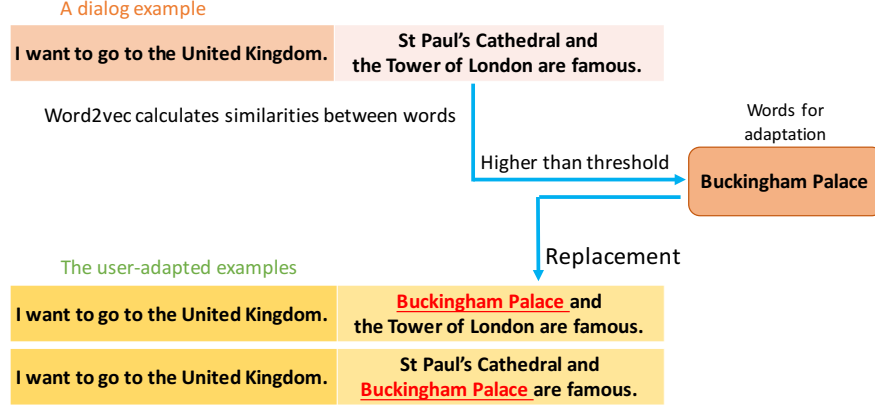 A dialog example
I want to go to the United Kingdom.
St Paul's Cathedral and
the Tower of London are famous.
Word2vec calculates similarities between words
Words for
adaptation
Higher than threshold
Buckingham Palace
Replacement
The user-adapted examples
I want to go to the United Kingdom.
Buckingham Palace and
the Tower of London are famous.
I want to go to the United Kingdom.
St Paul's Cathedral and
Buckingham Palace are famous.